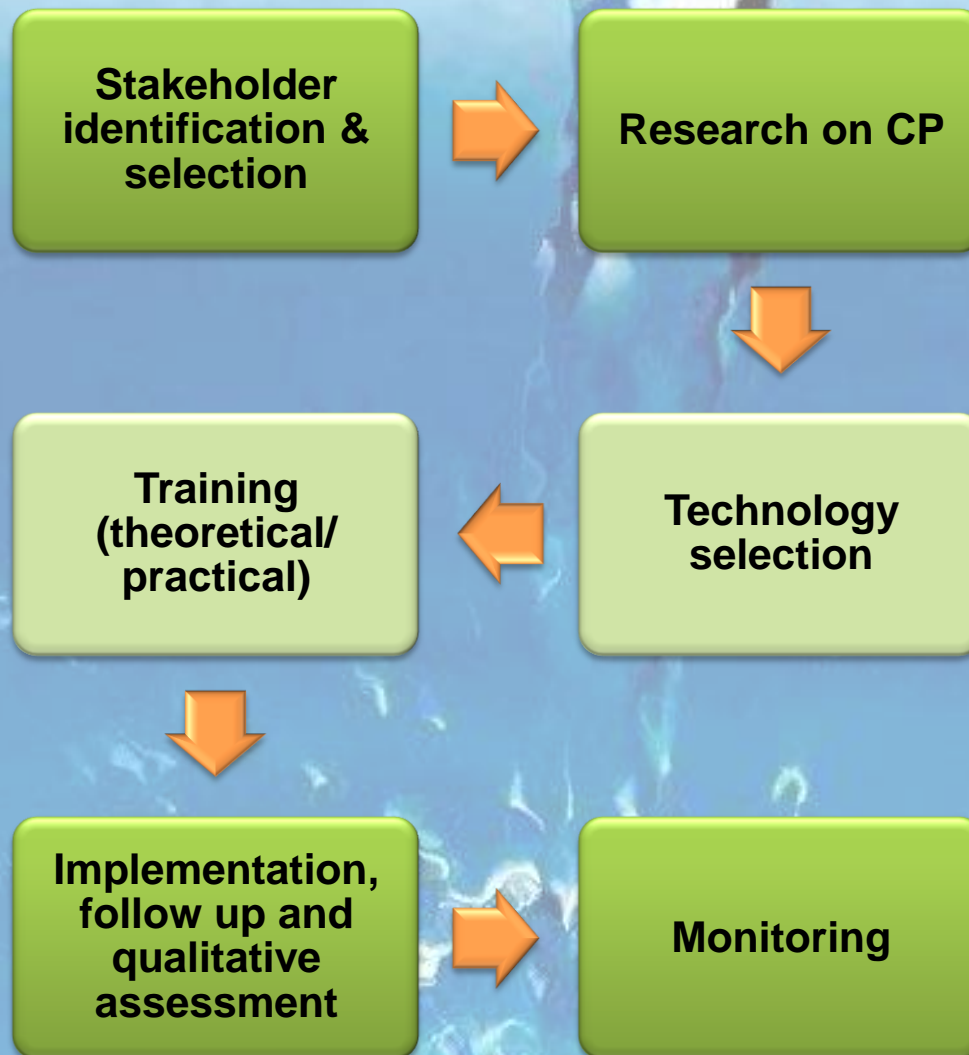 Stakeholder
identification &
selection
Research on CP
Technology
selection
Training
(theoretical/
practical)
Implementation,
follow up and
qualitative
assessment
Monitoring